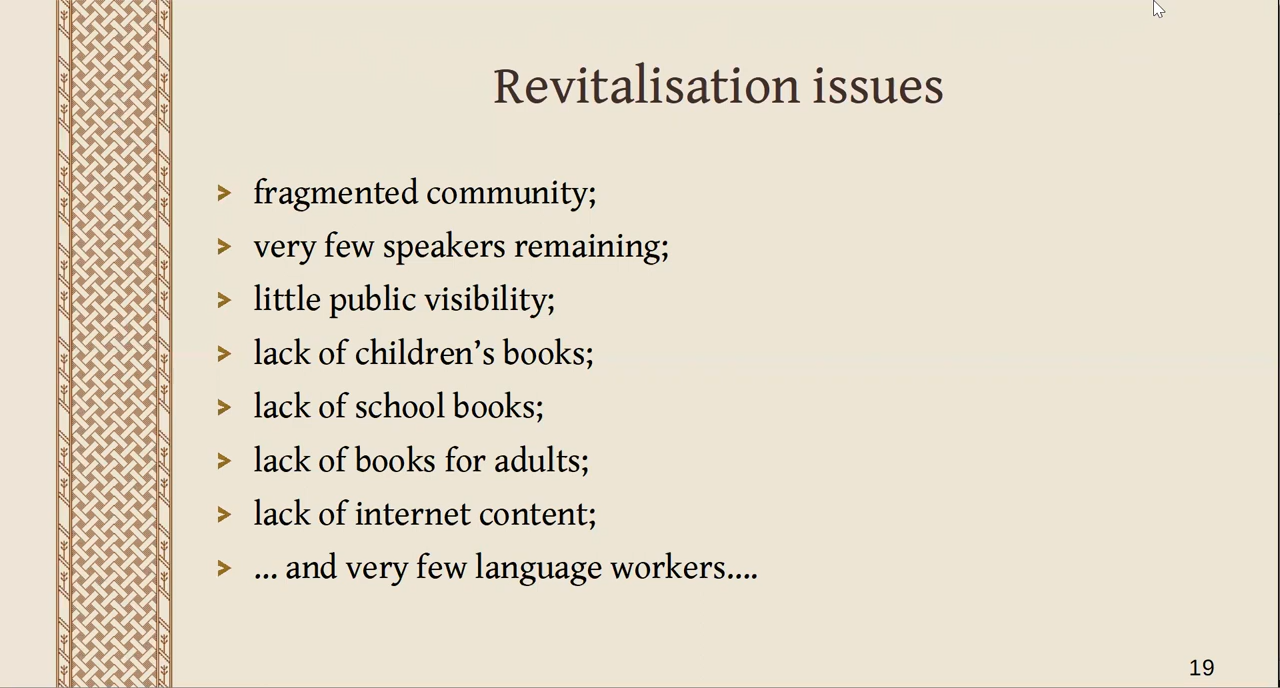 Revitalisation issues
fragmented community;
very few speakers remaining;
little public visibility;
lack of children’s books;
lack of school books;
lack of books for adults;
lack of internet content;
... and very few language workers....
19